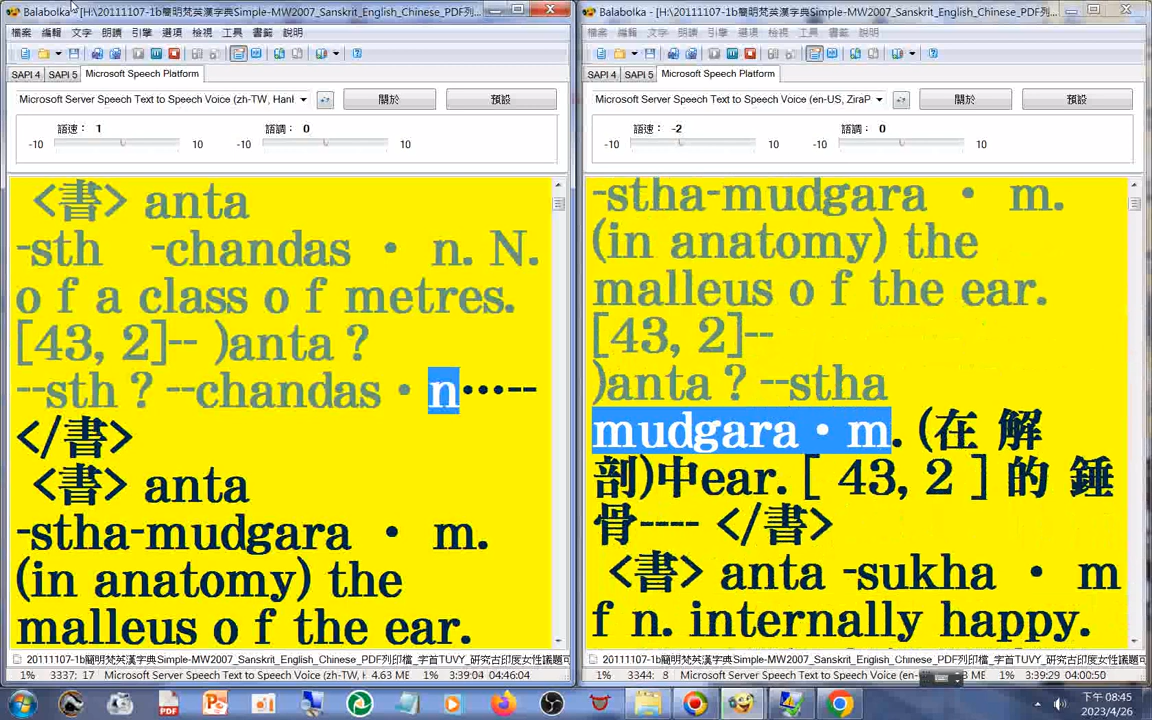 Balabolka - [H:\20111107-1b簡明梵英漢字典Simple-MW2007_Sanskrit_English_Chinese_PDF列...
檔案 編輯 文字 朗讀 引擎 選項 檢視 工具 書籤 說明
SAPI 4 SAPI 5 Microsoft Speech Platform
Microsoft Server Speech Text to Speech Voice (zh-TW, Hanl
關於 預設
語速： 1 語調： 0
-10 10 -10 10
<書> anta
-sth -chandas • n. N.
o f a class o f metres.
[43, 2]-- )anta ?
--sth ? --chandas • n•••--
</書>
<書> anta
-stha-mudgara • m.
(in anatomy) the
malleus o f the ear.
20111107-1b簡明梵英漢字典Simple-MW2007_Sanskrit_English_Chinese_PDF列印檔_字首TUVY_研究古印度女性議題可
1% 3337; 17 Microsoft Server Speech Text to Speech Voice (zh-TW, H 4.63 ME 1% 3:39:04 04:46:04
Balabolka - [H:\20111107-1b簡明梵英漢字典Simple-MW2007_Sanskrit_English_Chinese_PDF列...
檔案 編輯 文字 朗讀 引擎 選項 檢視 工具 書籤 說明
SAPI 4 SAPI 5 Microsoft Speech Platform
Microsoft Server Speech Text to Speech Voice (en-US, ZiraP
關於 預設
語速： -2 語調： 0
-10 10 -10 10
-stha-mudgara • m.
(in anatomy) the
malleus o f the ear.
[43, 2]--
)anta ? --stha
mudgara • m. (在 解
剖)中ear. [ 43, 2 ] 的 錘
骨---- </書>
<書> anta -sukha • m
f n. internally happy.
20111107-1b簡明梵英漢字典Simple-MW2007_Sanskrit_English_Chinese_PDF列印檔_字首TUVY_研究古印度女性議題可
1% 3344; 8 Microsoft Server Speech Text to Speech Voice (en-US, 4.63 ME 1% 3:39:29 04:00:50
下午 08:45
2023/4/26